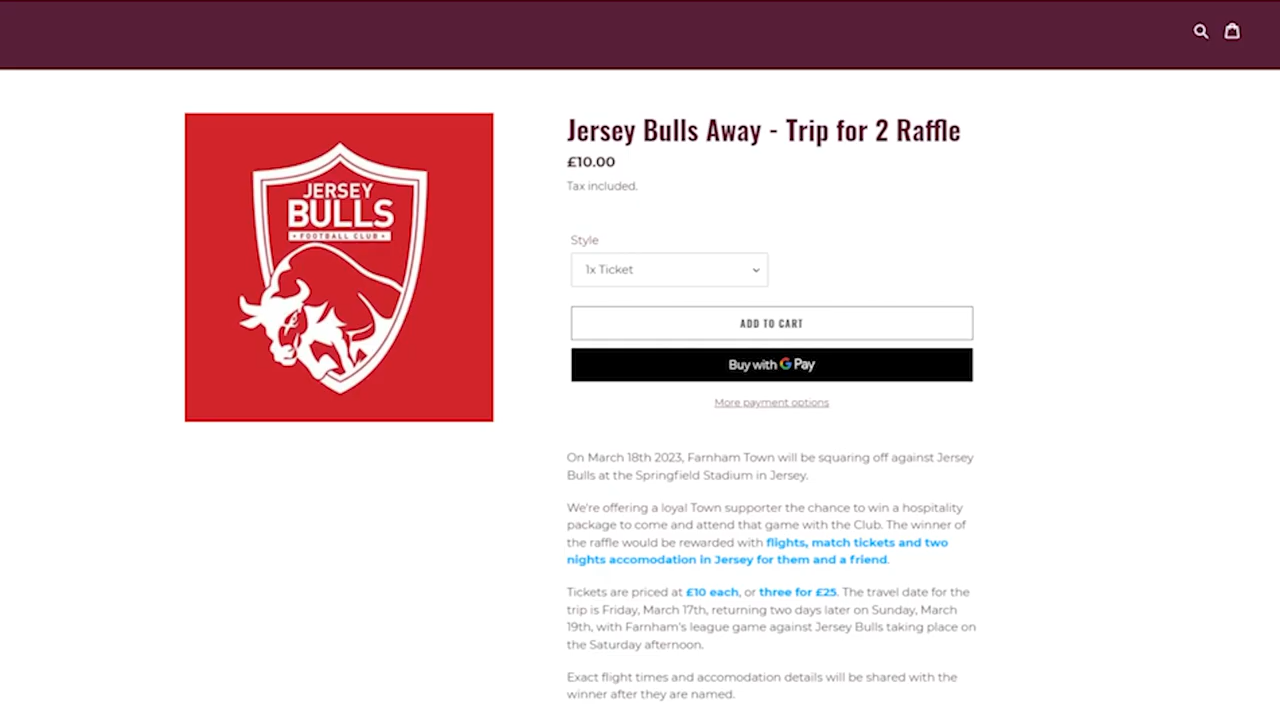 JERSEY
BULLS
• FOOTBALL CLUB •
Jersey Bulls Away - Trip for 2 Raffle
£10.00
Tax included.
Style
1x Ticket
ADD TO CART
Buy with G Pay
More payment options
On March 18th 2023, Farnham Town will be squaring off against Jersey
Bulls at the Springfield Stadium in Jersey.
We're offering a loyal Town supporter the chance to win a hospitality
package to come and attend that game with the Club. The winner of
the raffle would be rewarded with flights, match tickets and two
nights accomodation in Jersey for them and a friend.
Tickets are priced at £10 each, or three for £25. The travel date for the
trip is Friday, March 17th, returning two days later on Sunday, March
19th, with Farnham's league game against Jersey Bulls taking place on
the Saturday afternoon.
Exact flight times and accomodation details will be shared with the
winner after they are named.